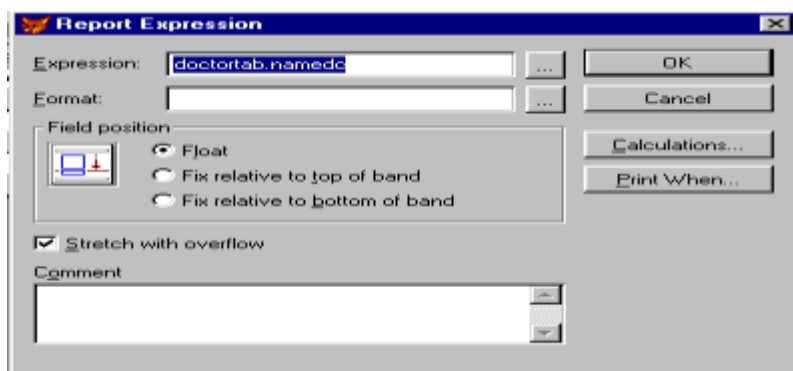 Report Expression
Expression: doctortab.namedc ... OK
Format: ... Cancel
Field position
Float
Fix relative to top of band
Fix relative to bottom of band
Calculations...
Print When...
Stretch with overflow
Comment